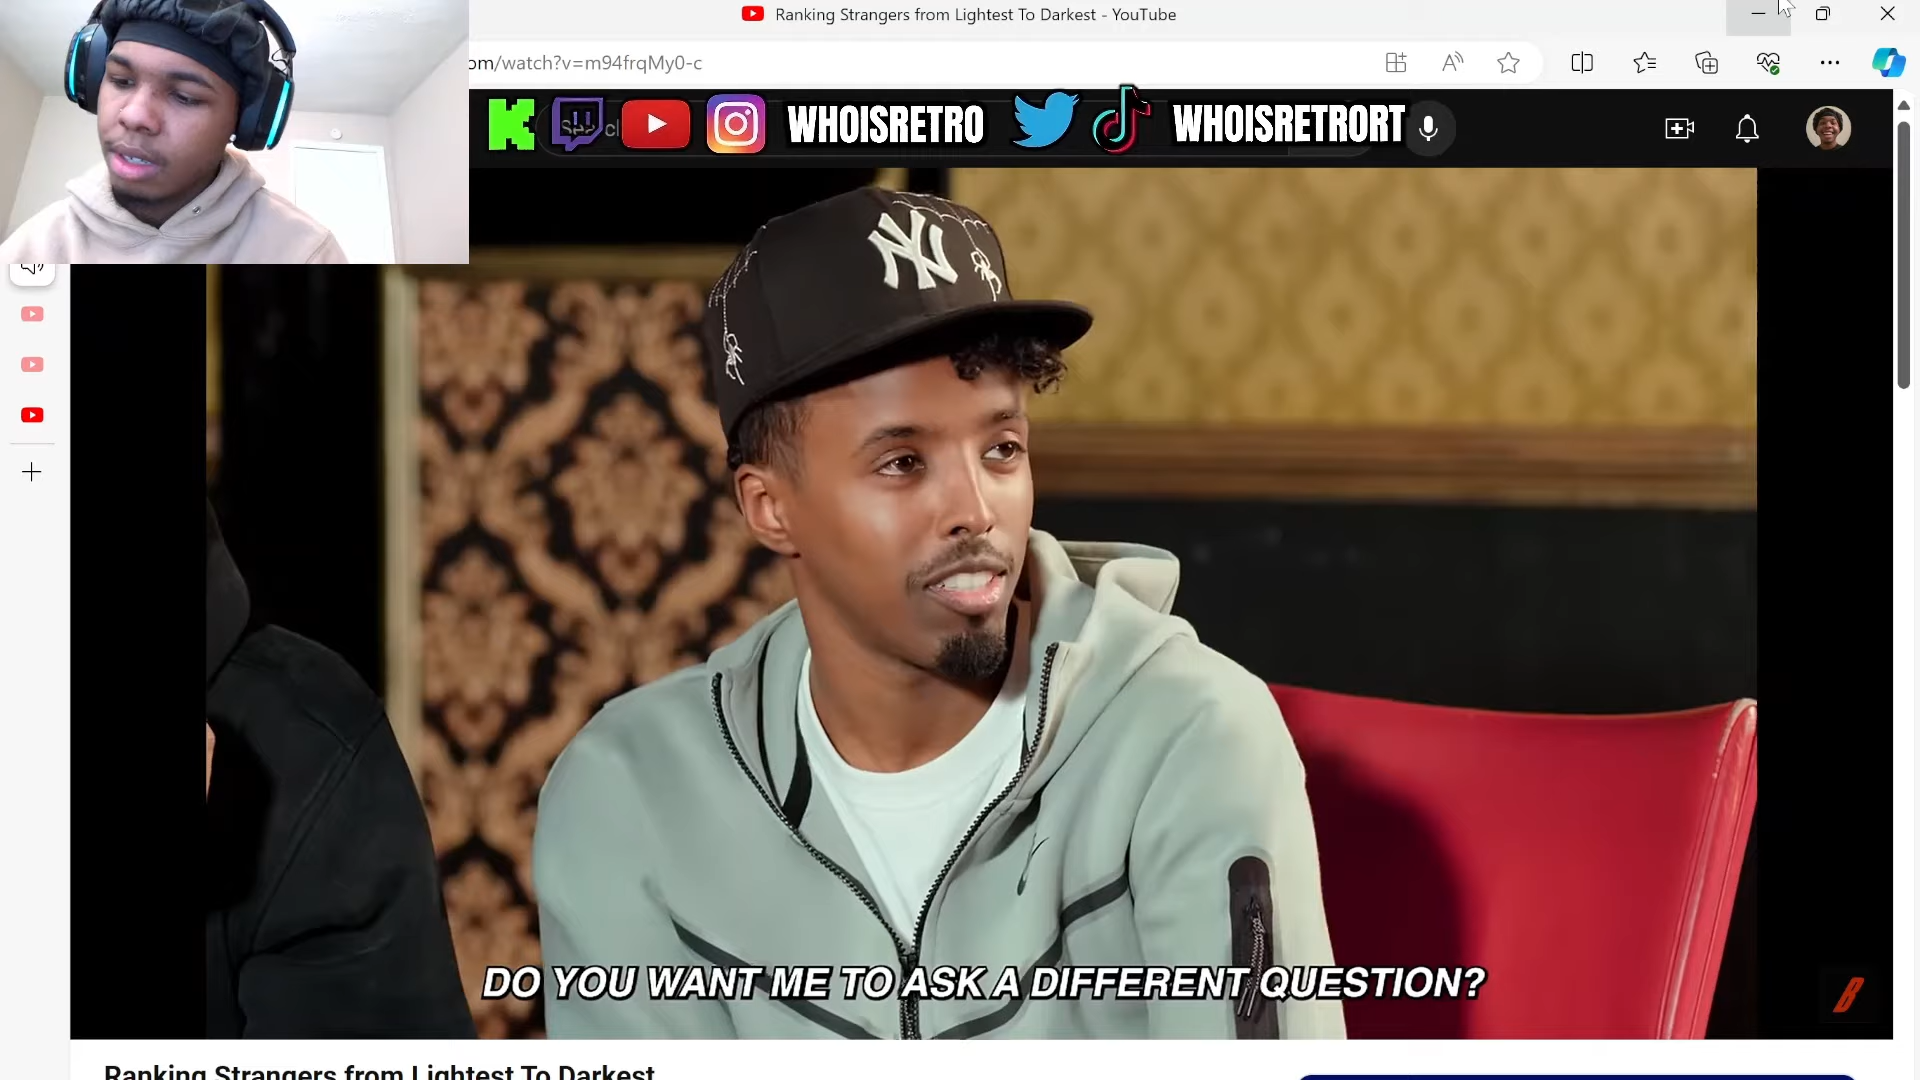 Ranking Strangers from Lightest To Darkest - YouTube
om/watch?v=m94frqMy0-c
WHOISRETRO WHOISRETRORT
NY
DO YOU WANT ME TO ASK A DIFFERENT QUESTION?
B
Ranking Strangers from Lightest To Darkest